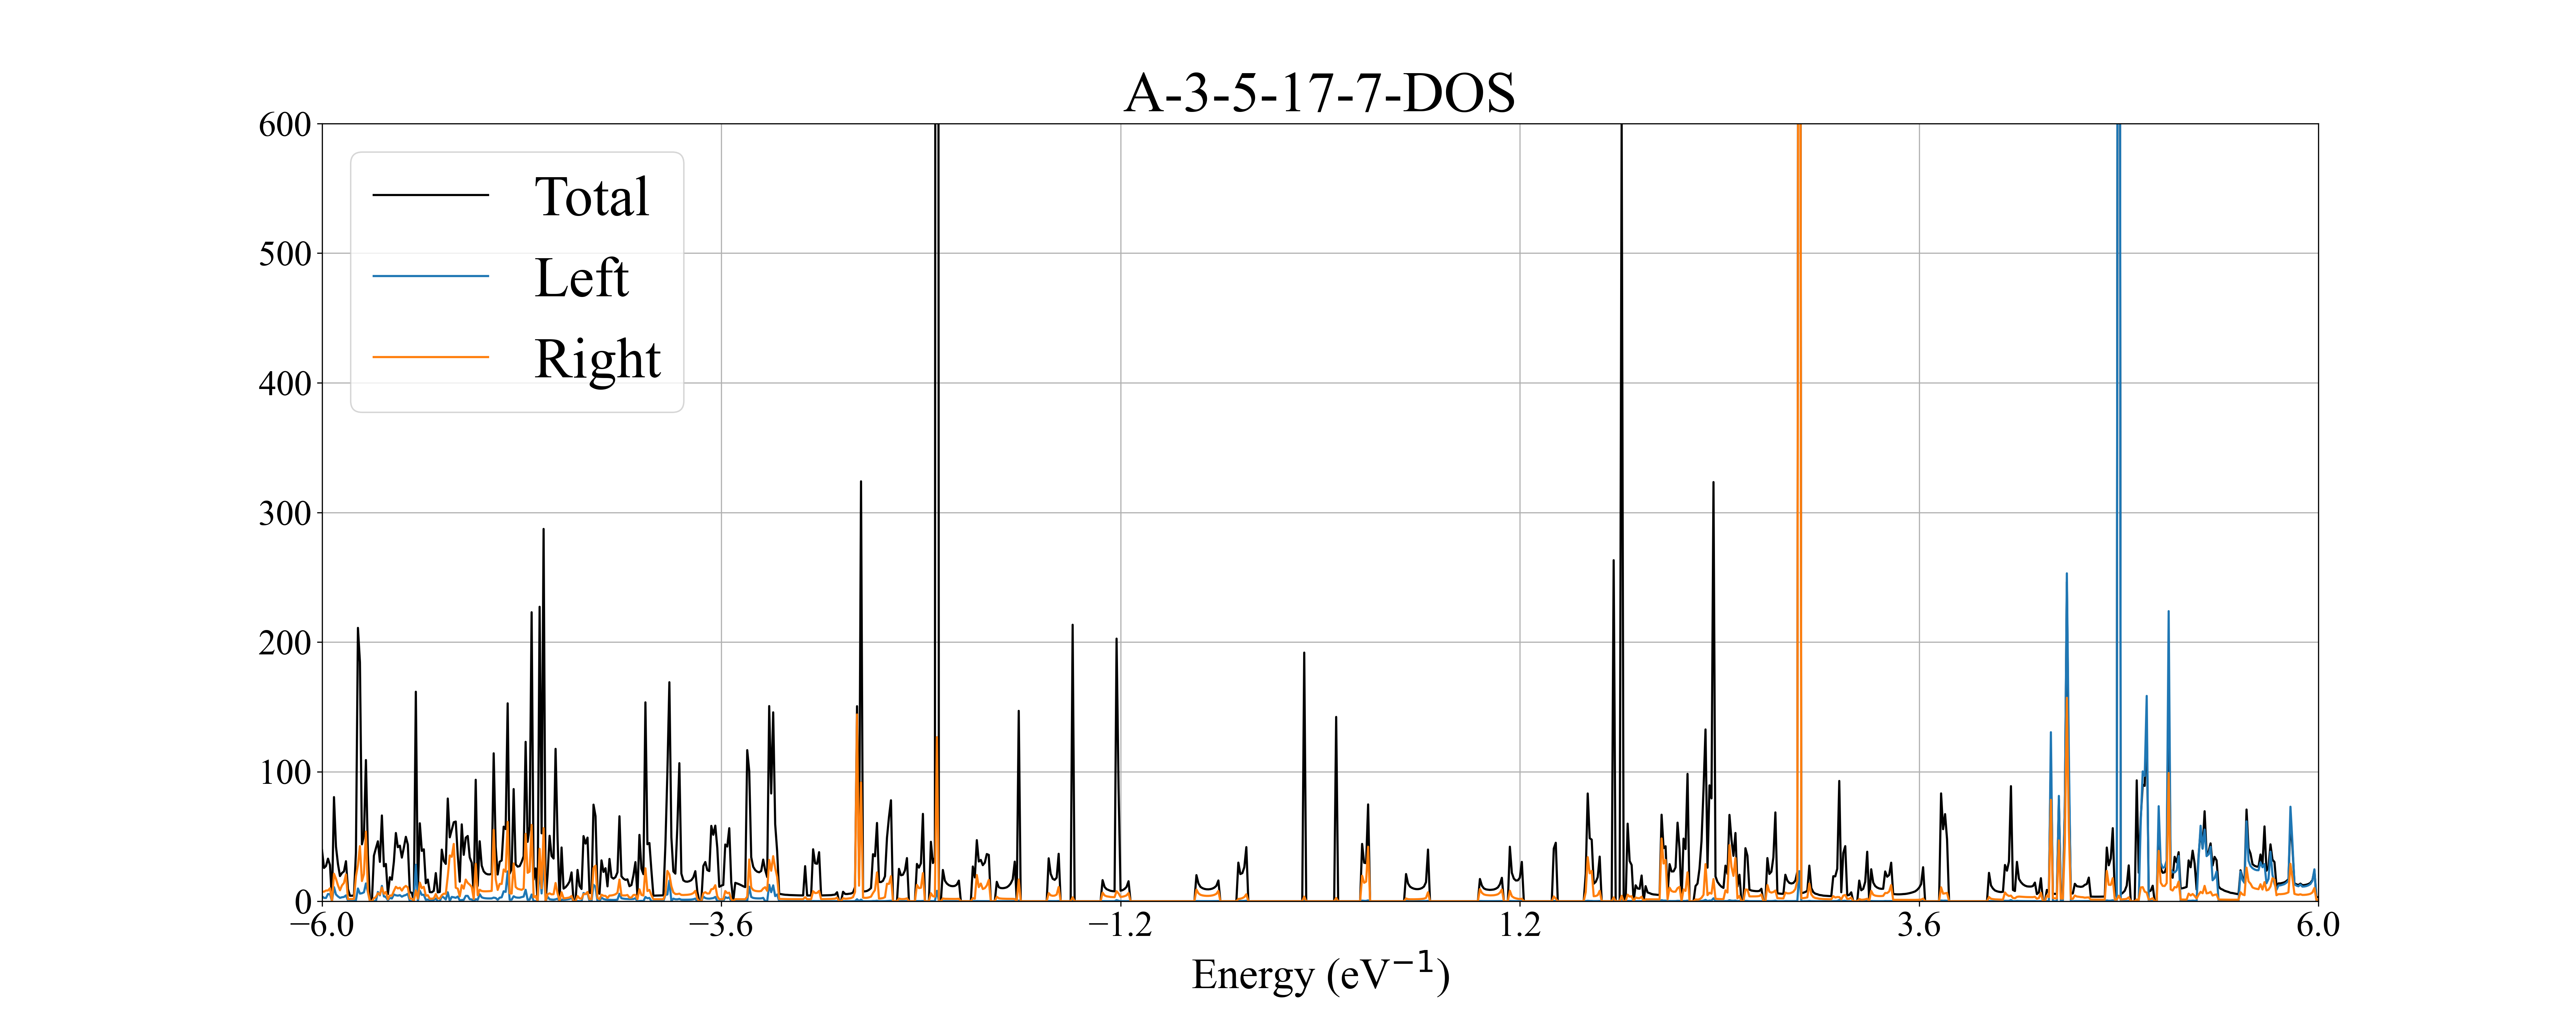 A-3-5-17-7-DOS
600
500
400
300
200
100
0
Total
Left
Right
−6.0 −3.6 −1.2 1.2 3.6 6.0
Energy (eV⁻¹)